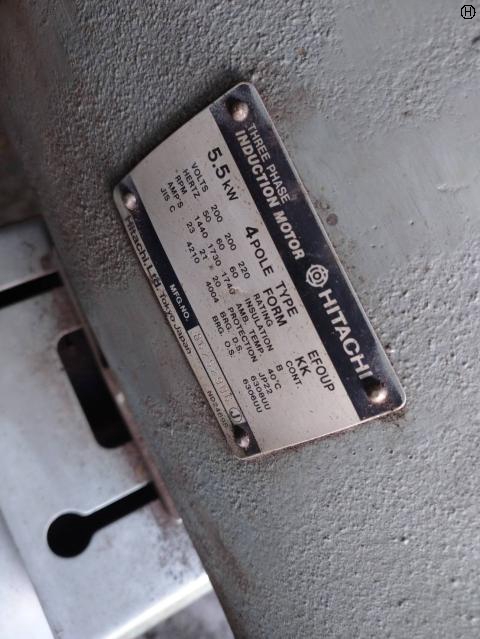 THREE PHASE
INDUCTION MOTOR HITACHI
5.5 kW 4 POLE TYPE EFOUP
FORM KK
VOLTS 200 200 220 RATING CONT.
HERTZ 50 60 60 INSULATION B
RPM 1440 1730 1740 AMB. TEMP. 40°C
AMPS 23 21 20 PROTECTION JP22
JIS C 4210 4004 BRG. D.S. 6308UU
BRG. O.S. 6306UU
MFG.NO.
Hitachi,Ltd. Tokyo Japan
H